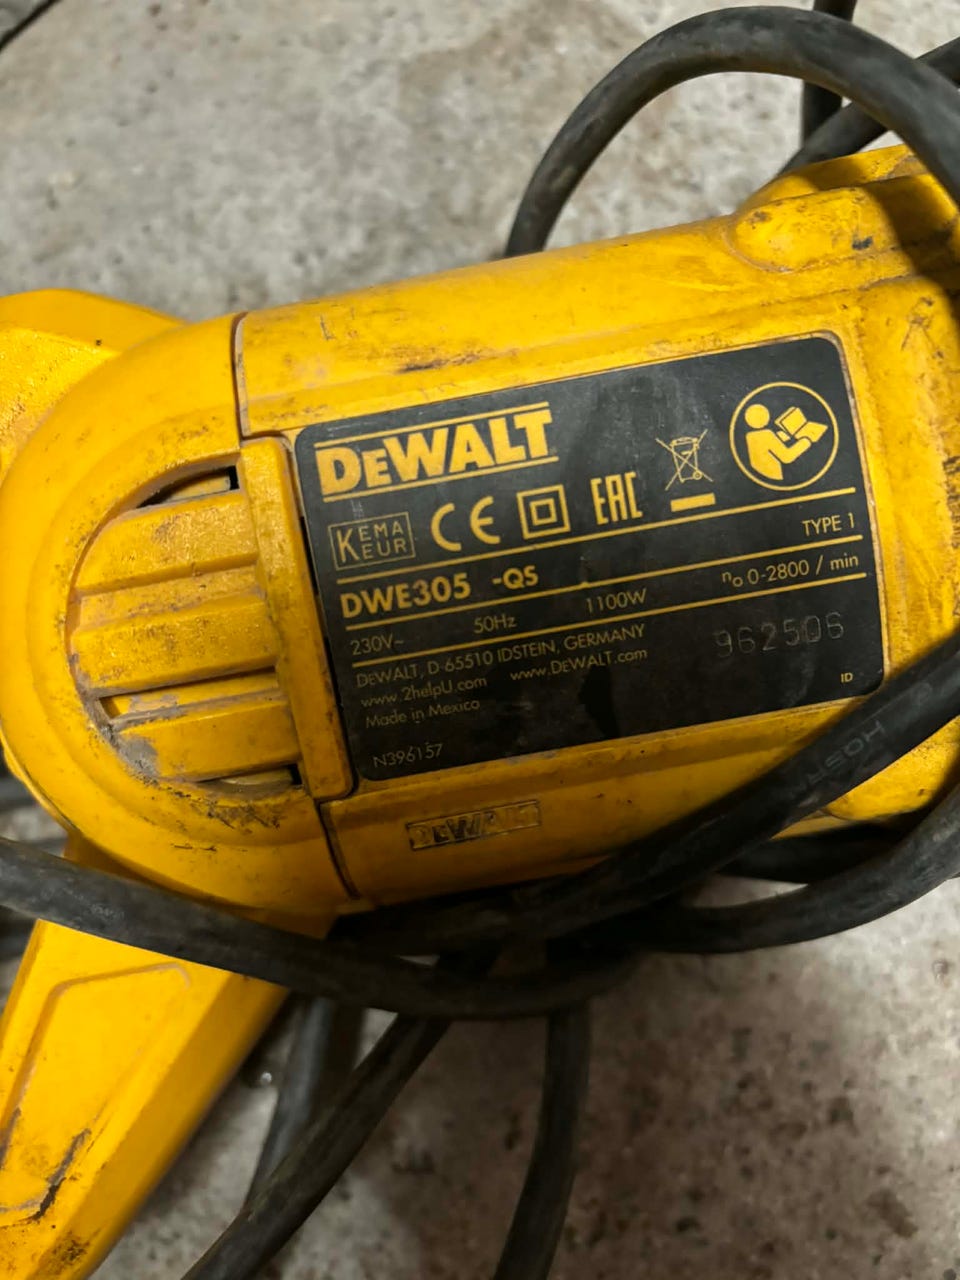 DEWALT
KEMA
KEUR
CE
EAC
TYPE 1
DWE305 -QS
230V~ 50Hz 1100W n₀ 0-2800 / min
DEWALT, D-65510 IDSTEIN, GERMANY
www.2helpU.com www.DEWALT.com
Made in Mexico
962506
ID
N396157
DEWALT